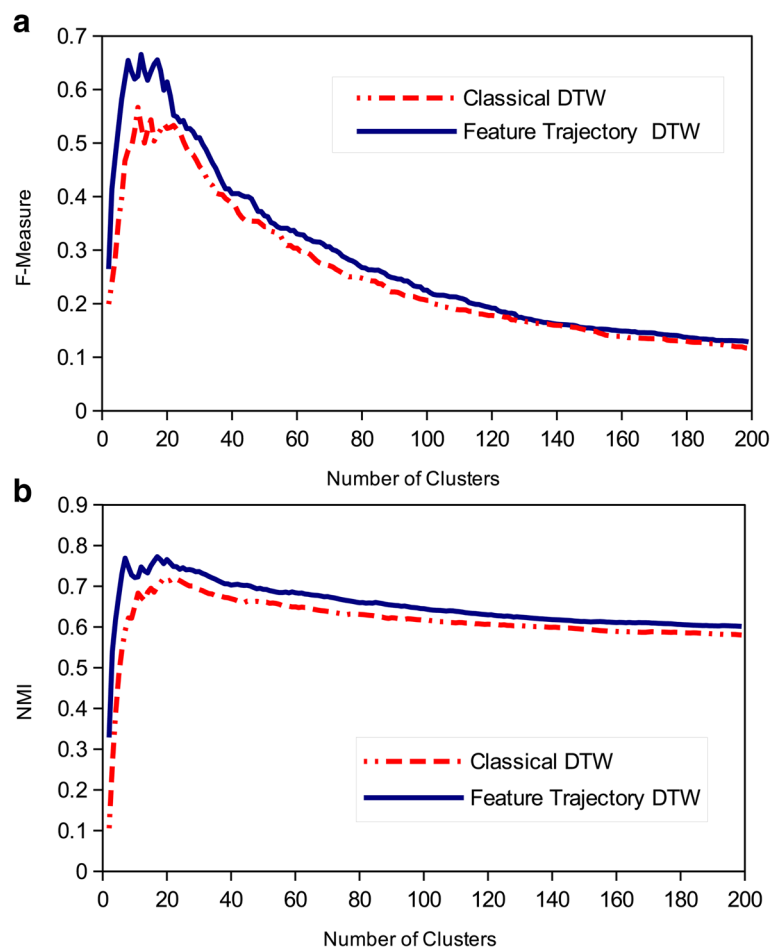 a
0.7
0.6
0.5
0.4
0.3
0.2
0.1
0
F-Measure
Classical DTW
Feature Trajectory DTW
0 20 40 60 80 100 120 140 160 180 200
Number of Clusters
b
0.9
0.8
0.7
0.6
0.5
0.4
0.3
0.2
0.1
0
NMI
Classical DTW
Feature Trajectory DTW
0 20 40 60 80 100 120 140 160 180 200
Number of Clusters